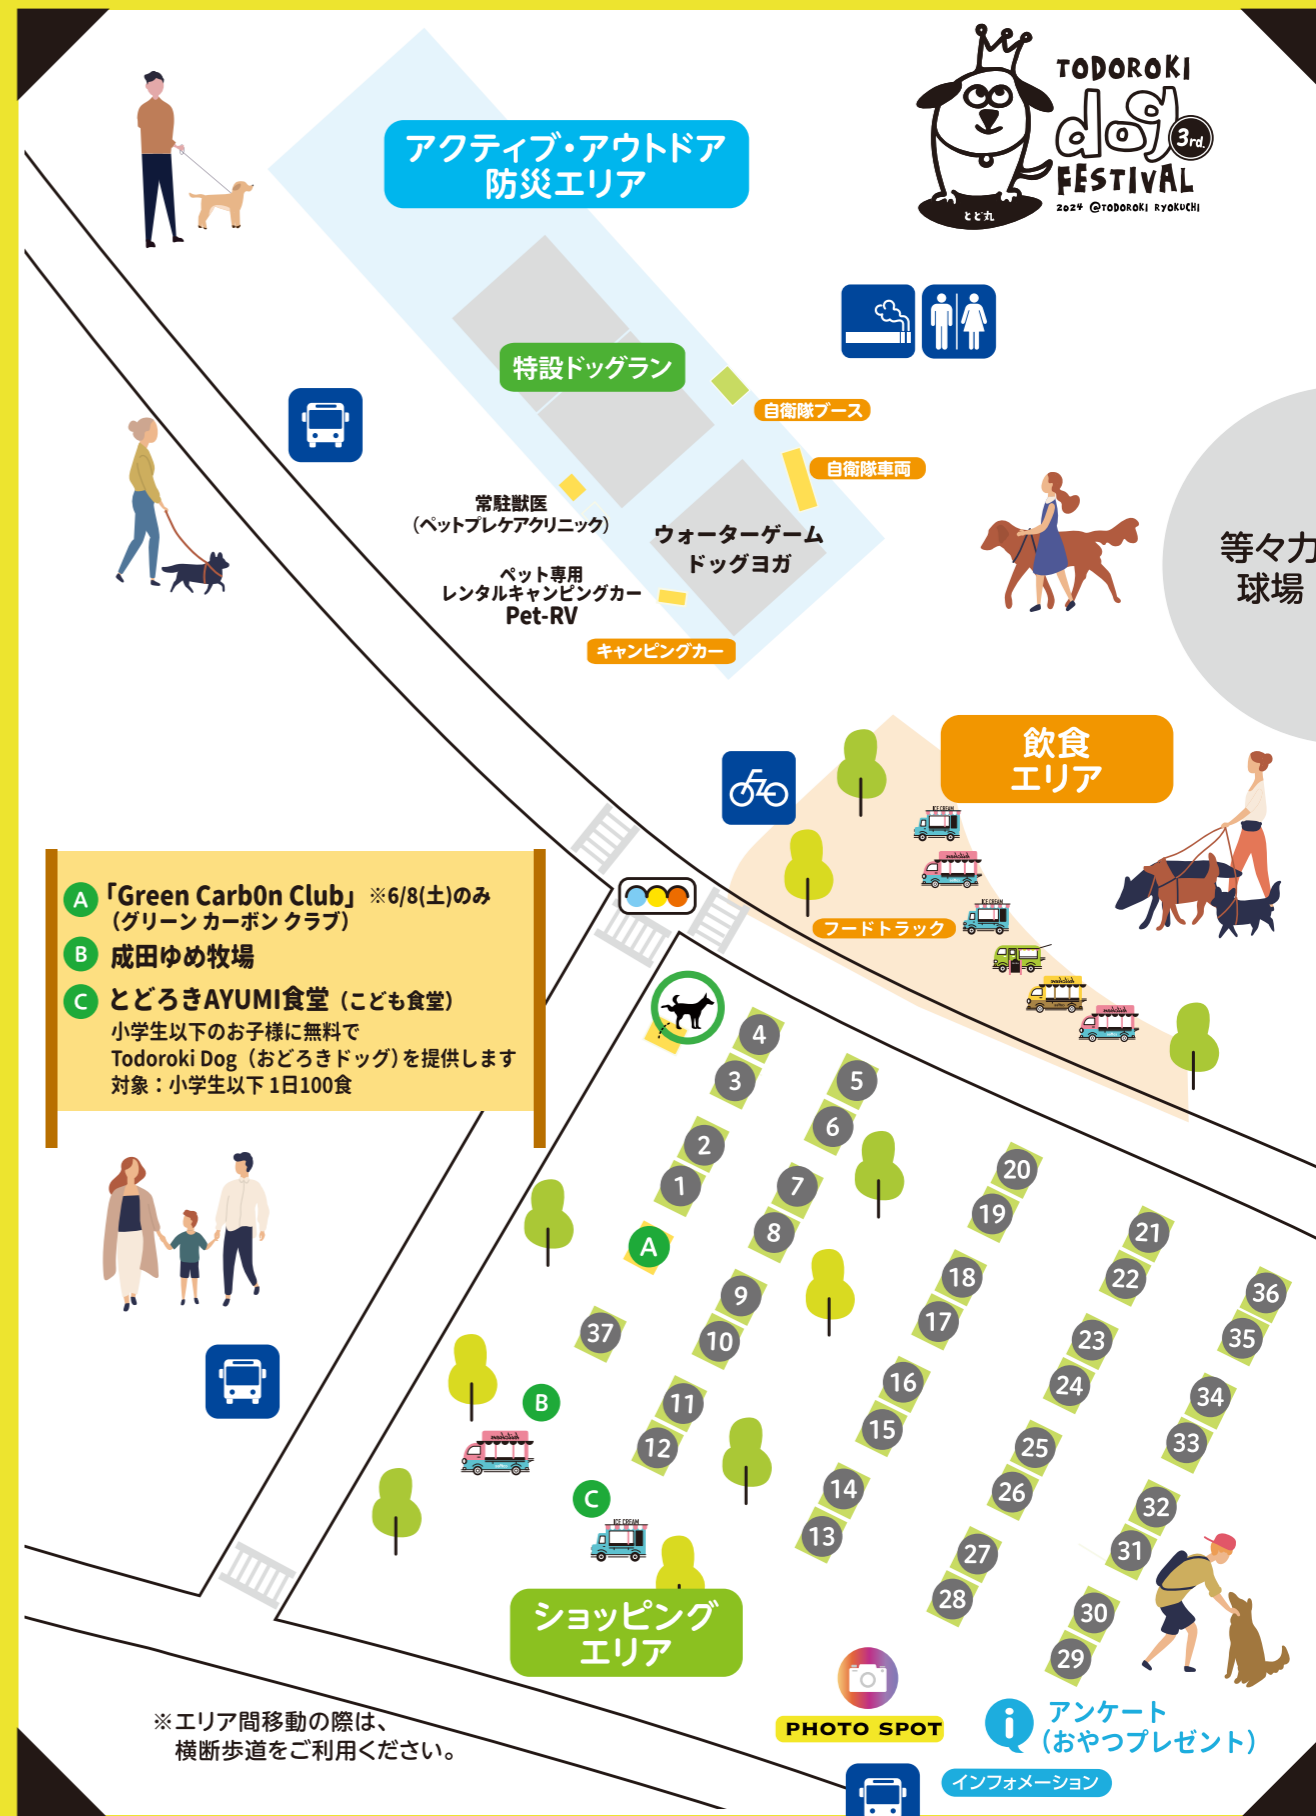 TODOROKI
dog
3rd.
FESTIVAL
2024 @TODOROKI RYOKUCHI
とど丸
アクティブ・アウトドア
防災エリア
特設ドッグラン
自衛隊ブース
自衛隊車両
常駐獣医
（ペットプレケアクリニック）
ウォーターゲーム
ドッグヨガ
ペット専用
レンタルキャンピングカー
Pet-RV
キャンピングカー
等々力
球場
飲食
エリア
ICE CREAM
フードトラック
ICE CREAM
A 「Green Carb0n Club」 ※6/8(土)のみ
（グリーン カーボン クラブ）
B 成田ゆめ牧場
C とどろきAYUMI食堂（こども食堂）
小学生以下のお子様に無料で
Todoroki Dog（おどろきドッグ）を提供します
対象：小学生以下 1日100食
4
3
5
6
2
1
7
8
20
19
A
21
22
9
10
18
17
36
35
37
23
24
11
12
16
15
34
33
B
25
26
14
13
32
31
C
ICE CREAM
27
28
30
29
ショッピング
エリア
PHOTO SPOT
i アンケート
（おやつプレゼント）
インフォメーション
※エリア間移動の際は、
横断歩道をご利用ください。